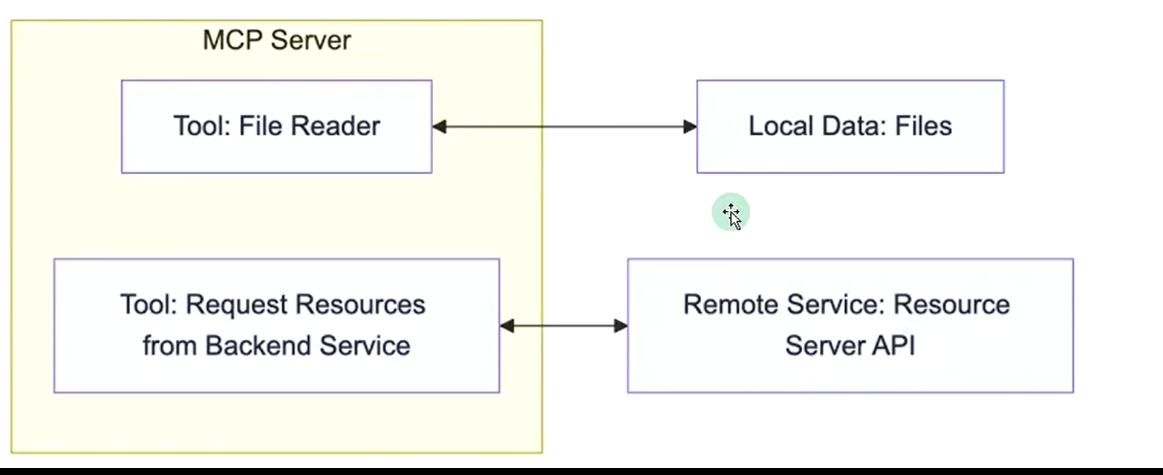 MCP Server
Tool: File Reader
Local Data: Files
Tool: Request Resources
from Backend Service
Remote Service: Resource
Server API